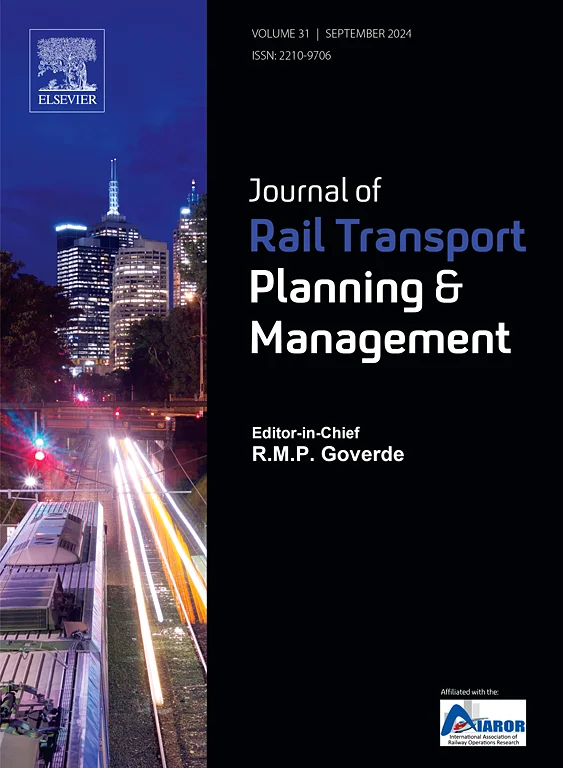 VOLUME 31 | SEPTEMBER 2024
ISSN: 2210-9706
ELSEVIER
Journal of
Rail Transport
Planning &
Management
Editor-in-Chief
R.M.P. Goverde
Affiliated with the:
IAROR
International Association of
Railway Operations Research